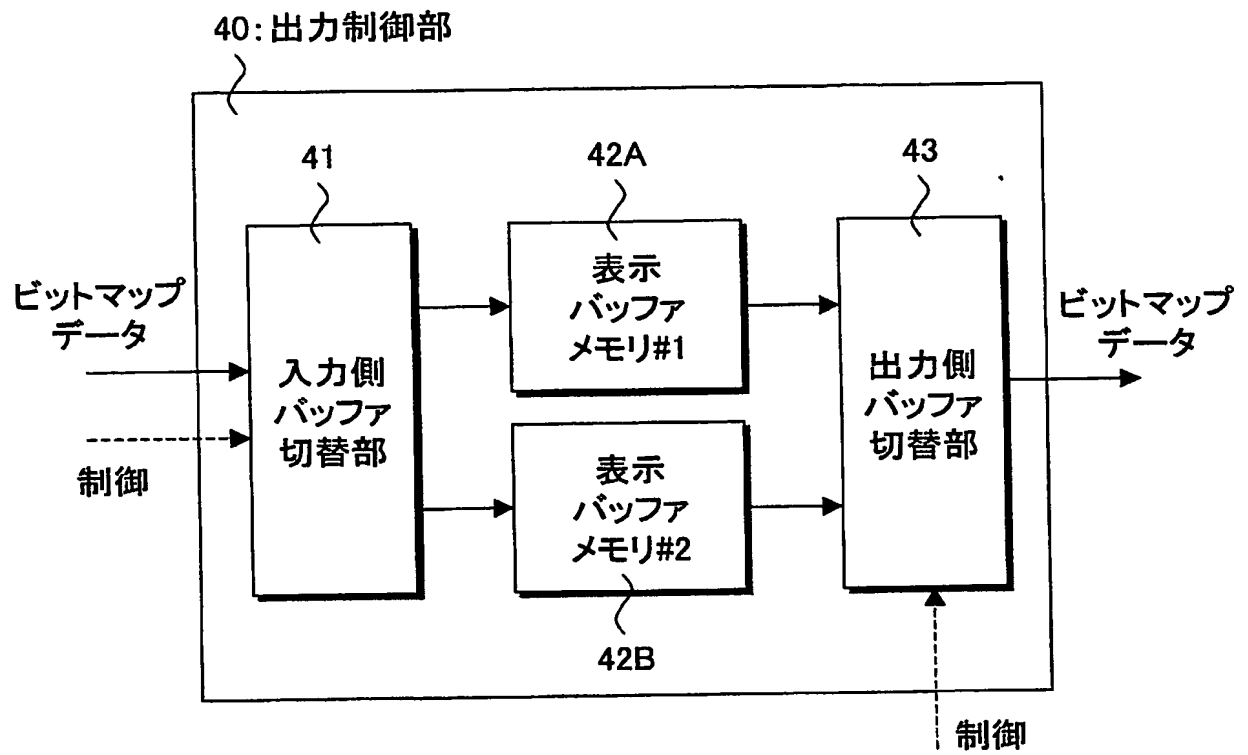 40:出力制御部
41
42A
43
ビットマップ
データ
制御
入力側
バッファ
切替部
表示
バッファ
メモリ#1
表示
バッファ
メモリ#2
42B
出力側
バッファ
切替部
ビットマップ
データ
制御